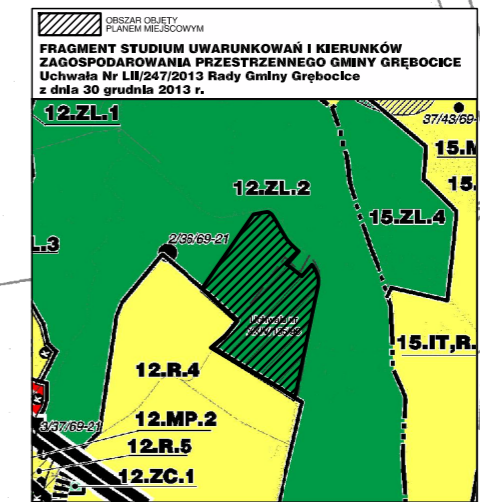 OBSZAR OBJĘTY
PLANEM MIEJSCOWYM
FRAGMENT STUDIUM UWARUNKOWAŃ I KIERUNKÓW
ZAGOSPODAROWANIA PRZESTRZENNEGO GMINY GRĘBOCICE
Uchwała Nr LII/247/2013 Rady Gminy Grębocice
z dnia 30 grudnia 2013 r.
12.ZL.1
37/43/69-
15.M
12.ZL.2
15.
15.ZL.4
L.3
2/36/69-21
Uchwała nr
15.IT,R.
12.R.4
K
3/37/69-21
12.MP.2
12.R.5
12.ZC.1